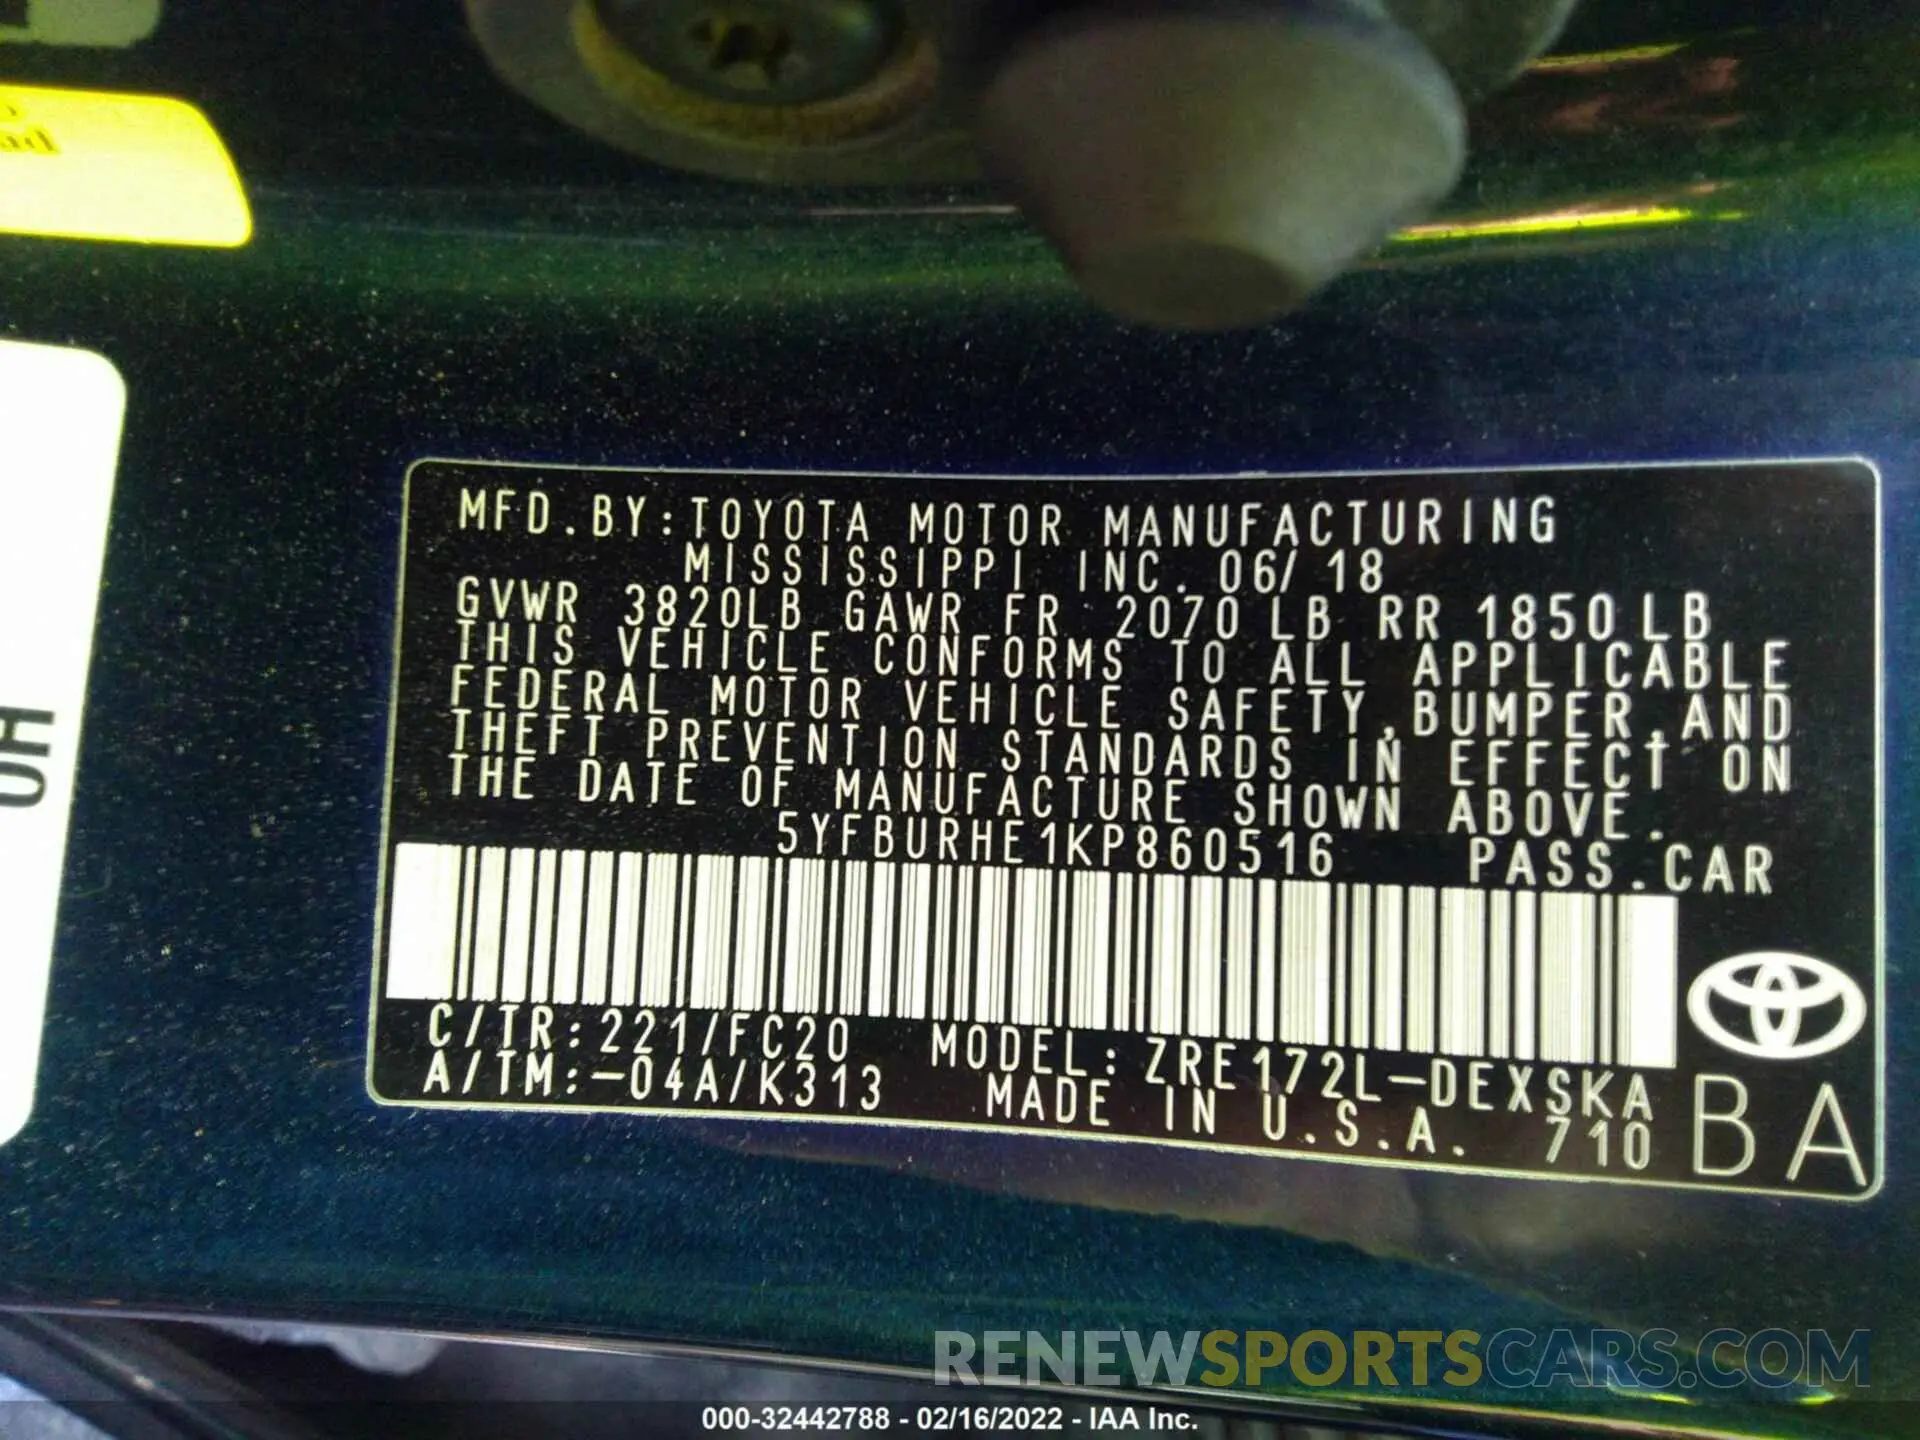 MFD.BY:TOYOTA MOTOR MANUFACTURING
MISSISSIPPI INC. 06/18
GVWR 3820LB GAWR FR 2070 LB RR 1850 LB
THIS VEHICLE CONFORMS TO ALL APPLICABLE
FEDERAL MOTOR VEHICLE SAFETY,BUMPER,AND
THEFT PREVENTION STANDARDS IN EFFECT ON
THE DATE OF MANUFACTURE SHOWN ABOVE.
5YFBURHE1KP860516 PASS.CAR
C/TR:221/FC20 MODEL:ZRE172L-DEXSKA
A/TM:-04A/K313 MADE IN U.S.A. 710
BA
RENEWSPORTSCARS.COM
000-32442788 - 02/16/2022 - IAA Inc.